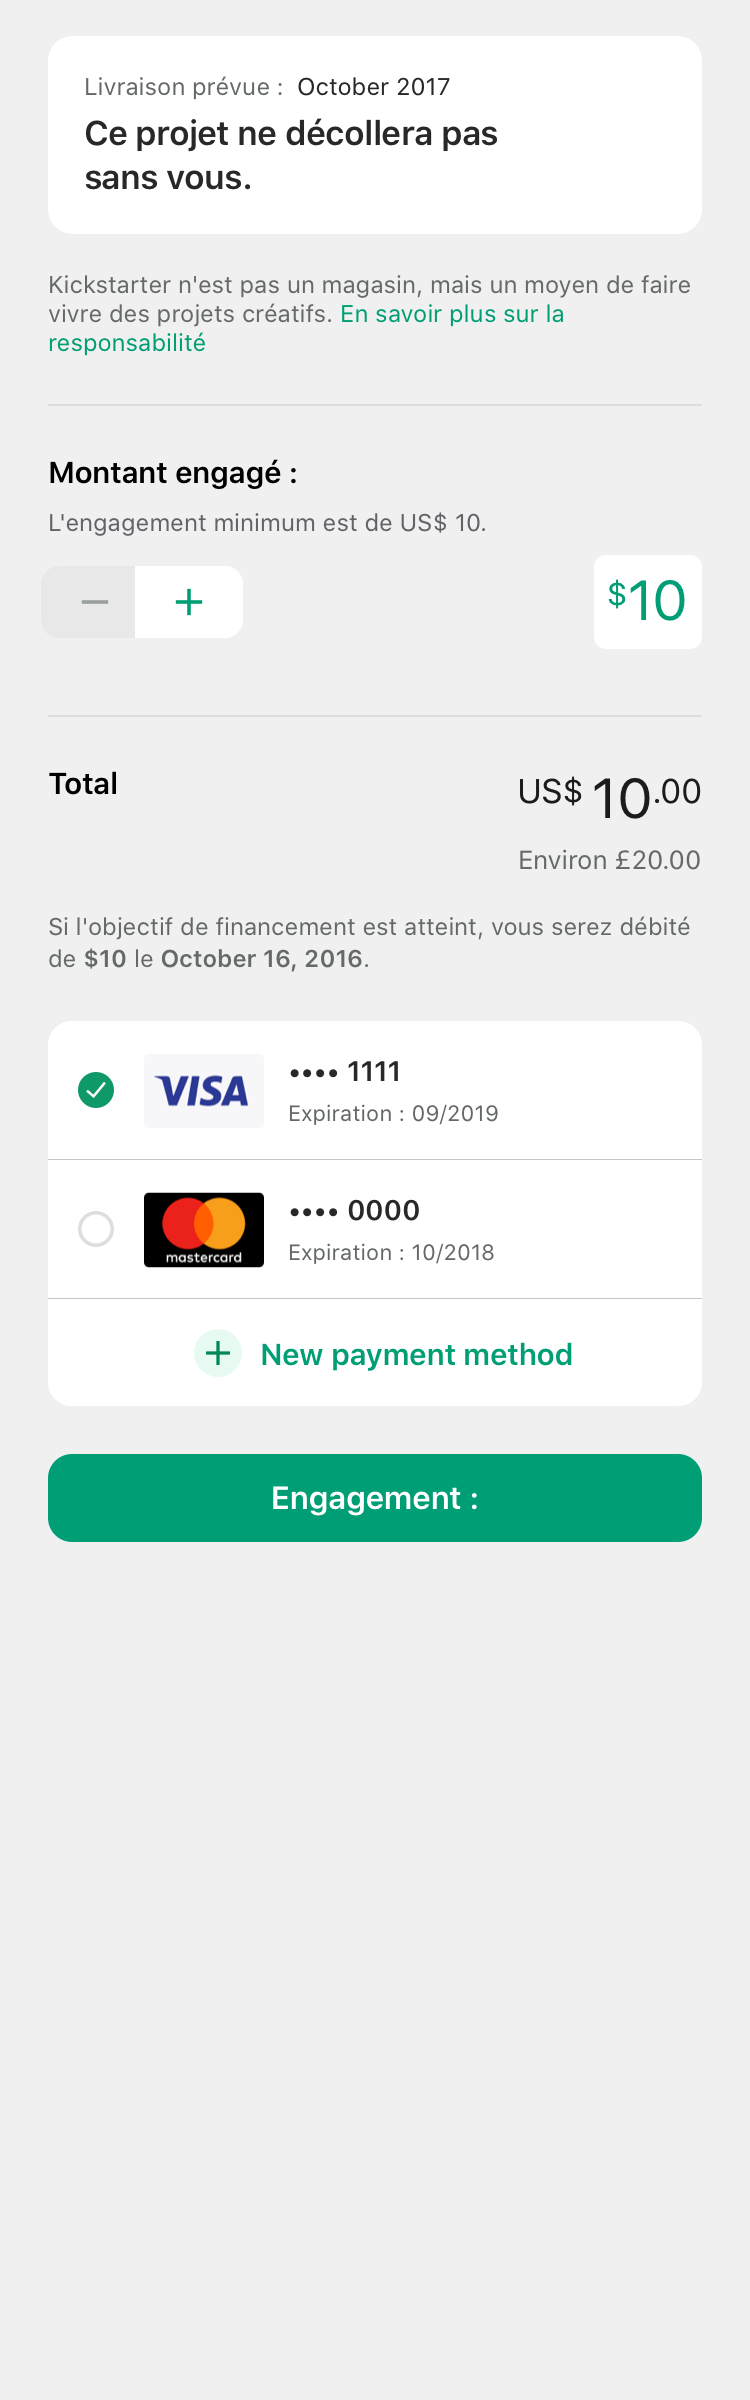 Livraison prévue : October 2017
Ce projet ne décollera pas
sans vous.
Kickstarter n'est pas un magasin, mais un moyen de faire
vivre des projets créatifs. En savoir plus sur la
responsabilité
Montant engagé :
L'engagement minimum est de US$ 10.
− + $10
Total
US$ 10.00
Environ £20.00
Si l'objectif de financement est atteint, vous serez débité
de $10 le October 16, 2016.
VISA
•••• 1111
Expiration : 09/2019
mastercard
•••• 0000
Expiration : 10/2018
+ New payment method
Engagement :